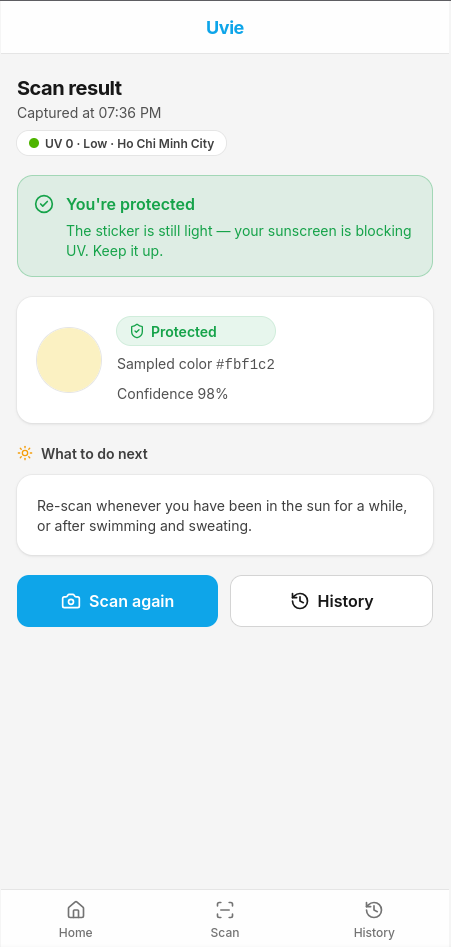 Uvie
Scan result
Captured at 07:36 PM
UV 0 · Low · Ho Chi Minh City
You're protected
The sticker is still light — your sunscreen is blocking
UV. Keep it up.
Protected
Sampled color #fbf1c2
Confidence 98%
What to do next
Re-scan whenever you have been in the sun for a while,
or after swimming and sweating.
Scan again
History
Home
Scan
History